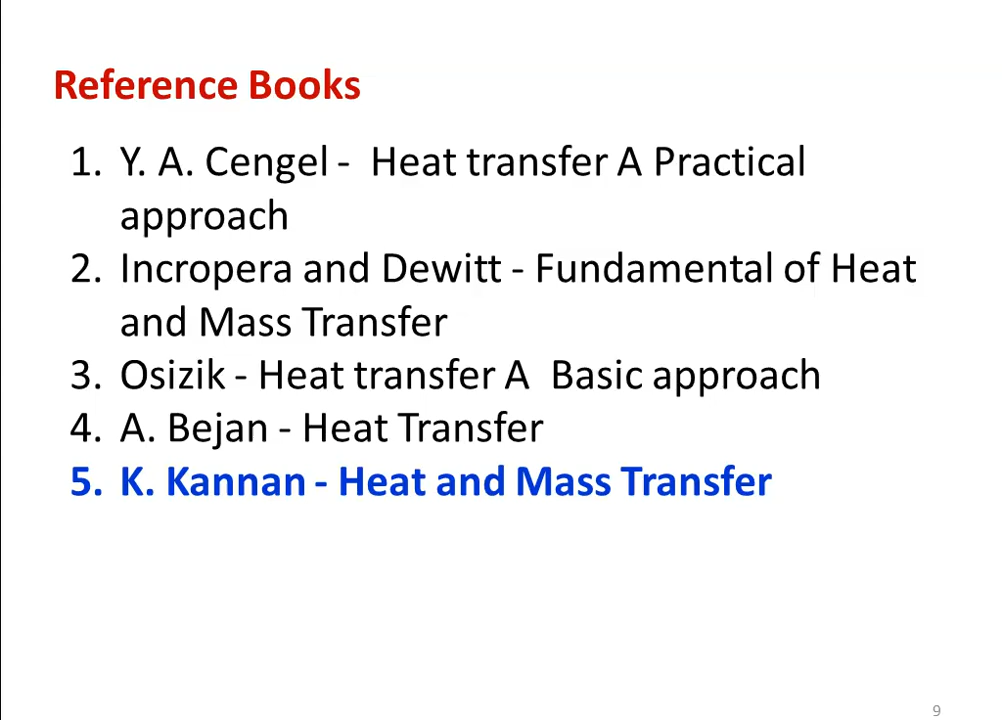 Reference Books
1. Y. A. Cengel - Heat transfer A Practical
approach
2. Incropera and Dewitt - Fundamental of Heat
and Mass Transfer
3. Osizik - Heat transfer A Basic approach
4. A. Bejan - Heat Transfer
5. K. Kannan - Heat and Mass Transfer
9